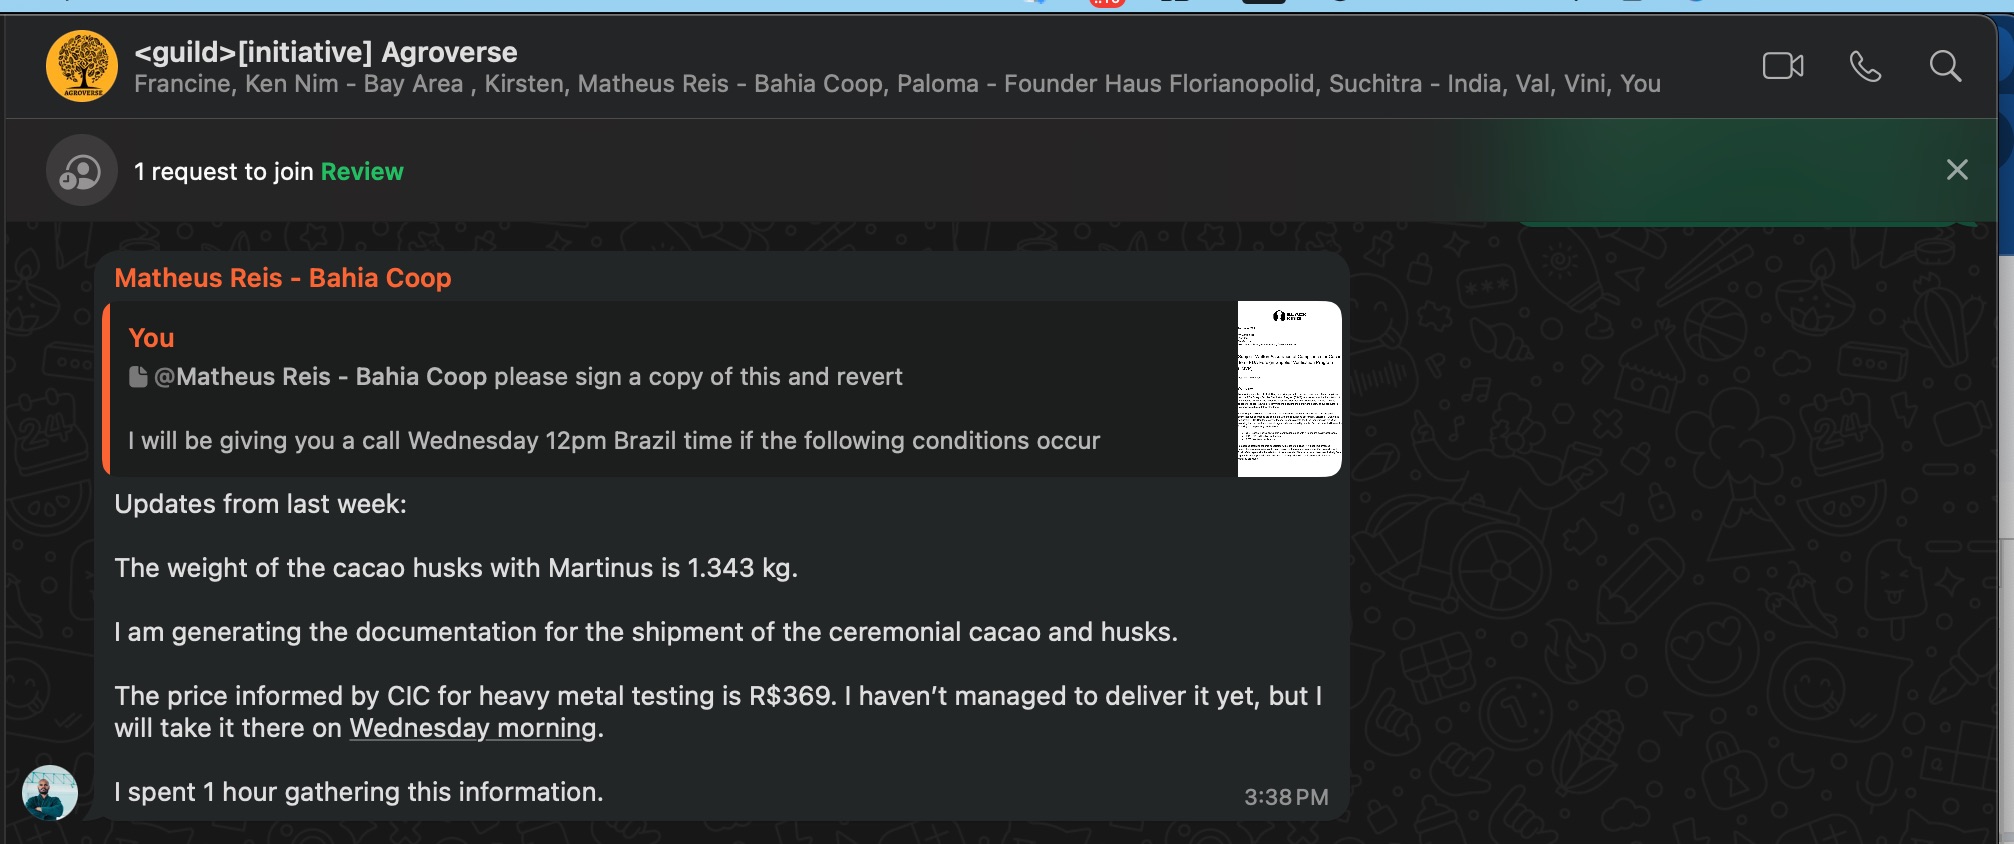 <guild>[initiative] Agroverse
Francine, Ken Nim - Bay Area , Kirsten, Matheus Reis - Bahia Coop, Paloma - Founder Haus Florianopolid, Suchitra - India, Val, Vini, You
1 request to join Review
Matheus Reis - Bahia Coop
You
@Matheus Reis - Bahia Coop please sign a copy of this and revert
I will be giving you a call Wednesday 12pm Brazil time if the following conditions occur
BLACK KING
Updates from last week:
The weight of the cacao husks with Martinus is 1.343 kg.
I am generating the documentation for the shipment of the ceremonial cacao and husks.
The price informed by CIC for heavy metal testing is R$369. I haven’t managed to deliver it yet, but I
will take it there on Wednesday morning.
I spent 1 hour gathering this information.
3:38 PM
AGROVERSE